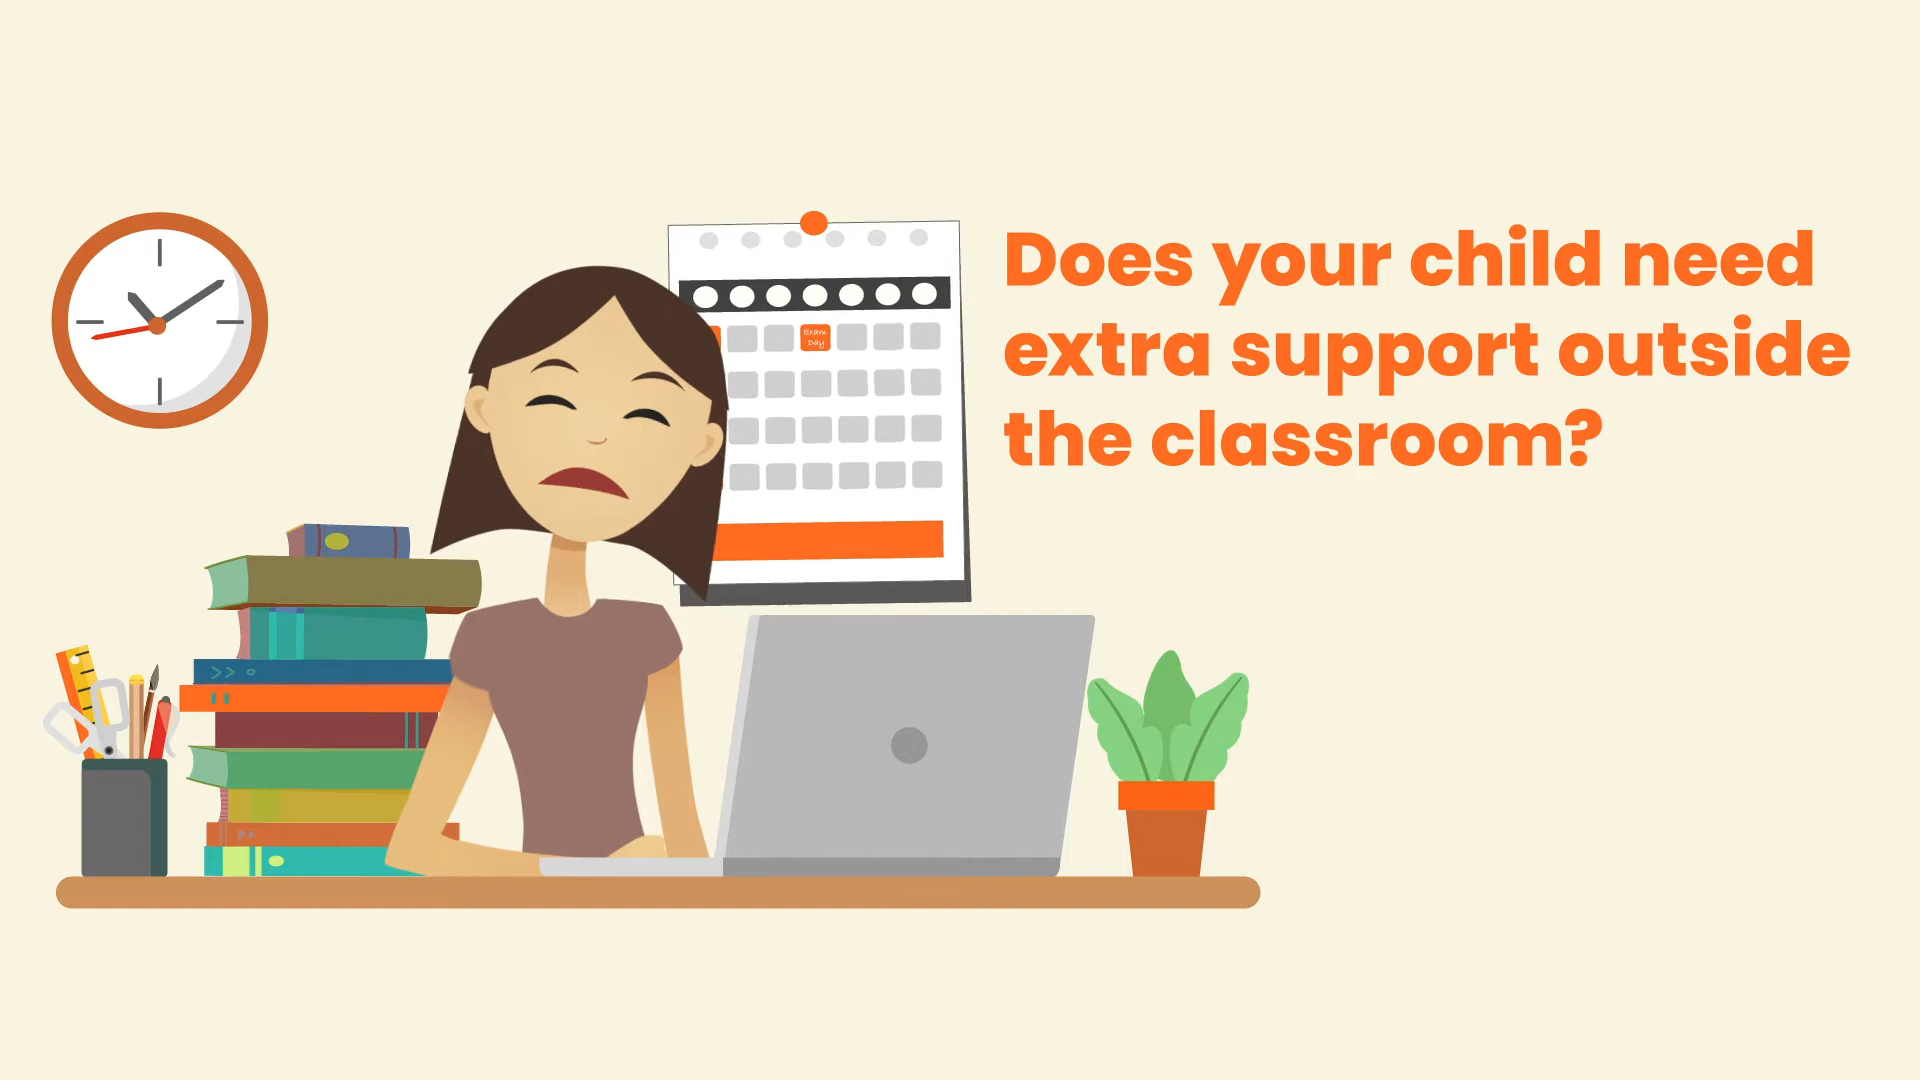 Does your child need
extra support outside
the classroom?
Exam
Day